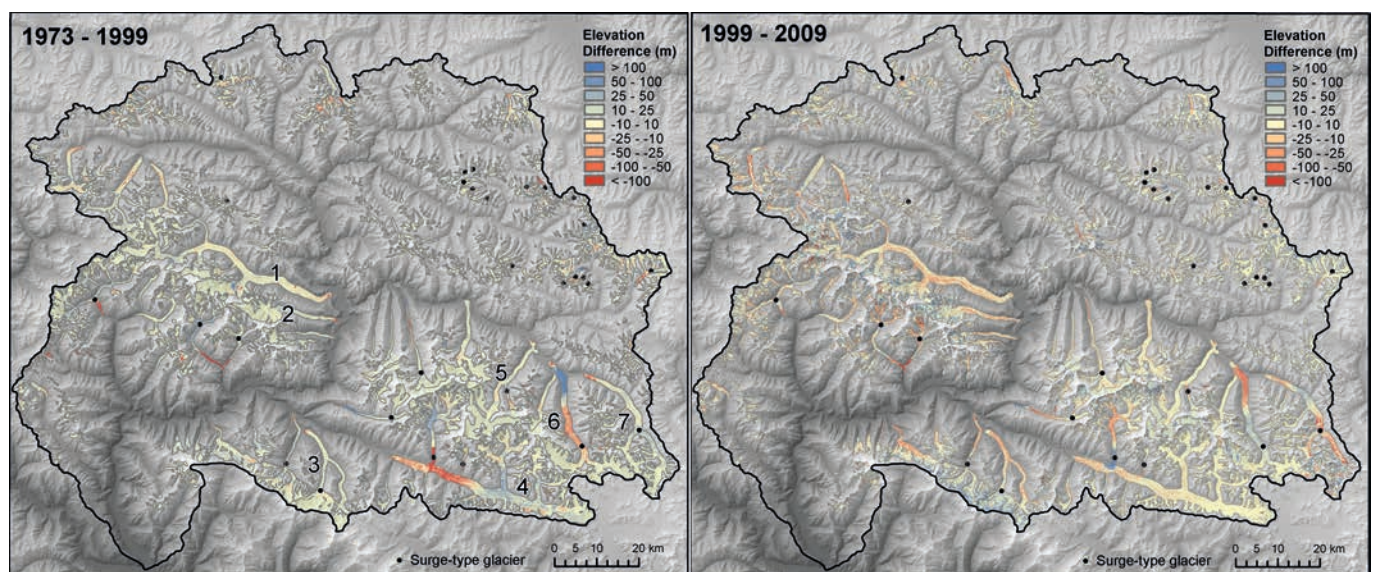 1973 - 1999
Elevation
Difference (m)
> 100
50 - 100
25 - 50
10 - 25
-10 - 10
-25 - -10
-50 - -25
-100 - -50
< -100
1
2
3
4
5
6
7
Surge-type glacier
0 5 10 20 km
1999 - 2009
Elevation
Difference (m)
> 100
50 - 100
25 - 50
10 - 25
-10 - 10
-25 - -10
-50 - -25
-100 - -50
< -100
Surge-type glacier
0 5 10 20 km